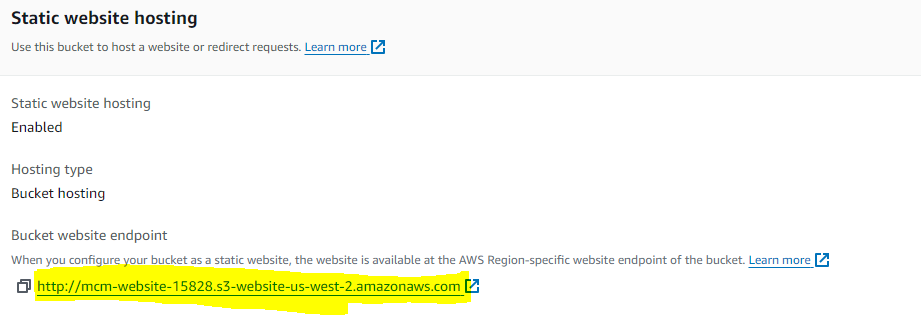 Static website hosting
Use this bucket to host a website or redirect requests. Learn more
Static website hosting
Enabled
Hosting type
Bucket hosting
Bucket website endpoint
When you configure your bucket as a static website, the website is available at the AWS Region-specific website endpoint of the bucket. Learn more
http://mcm-website-15828.s3-website-us-west-2.amazonaws.com